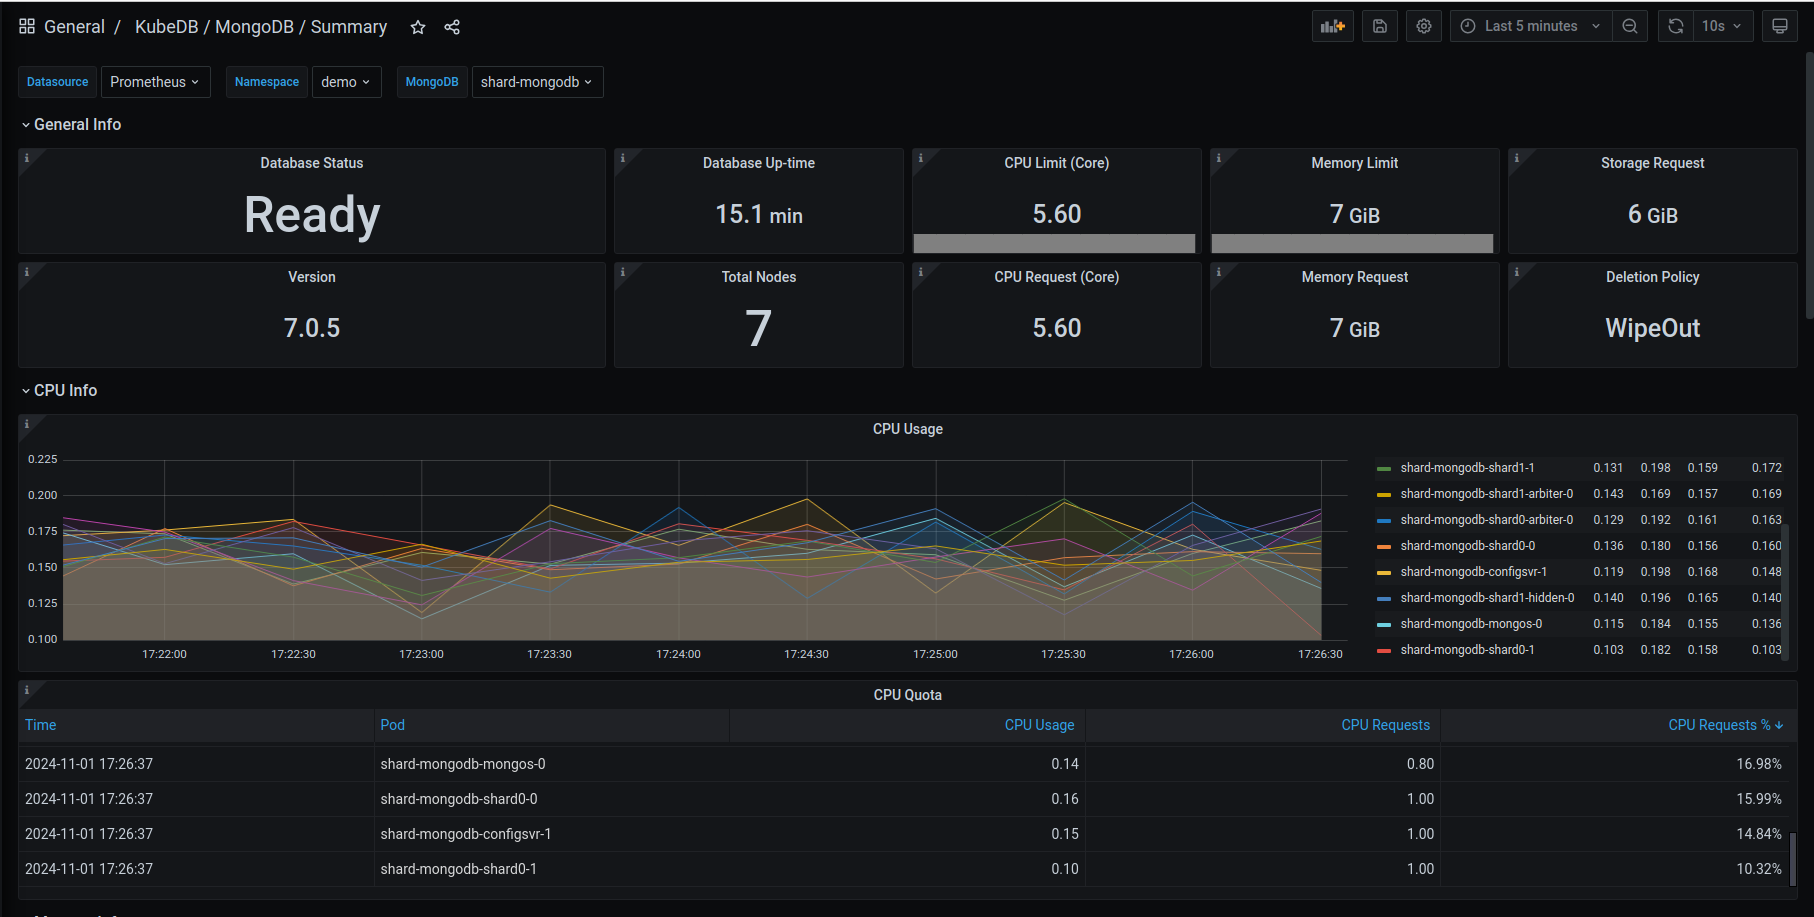 General / KubeDB / MongoDB / Summary
Last 5 minutes
10s
Datasource Prometheus Namespace demo MongoDB shard-mongodb
General Info
Database Status
Ready
Database Up-time
15.1 min
CPU Limit (Core)
5.60
Memory Limit
7 GiB
Storage Request
6 GiB
Version
7.0.5
Total Nodes
7
CPU Request (Core)
5.60
Memory Request
7 GiB
Deletion Policy
WipeOut
CPU Info
CPU Usage
0.225
0.200
0.175
0.150
0.125
0.100
17:22:00 17:22:30 17:23:00 17:23:30 17:24:00 17:24:30 17:25:00 17:25:30 17:26:00 17:26:30
shard-mongodb-shard1-1 0.131 0.198 0.159 0.172
shard-mongodb-shard1-arbiter-0 0.143 0.169 0.157 0.169
shard-mongodb-shard0-arbiter-0 0.129 0.192 0.161 0.163
shard-mongodb-shard0-0 0.136 0.180 0.156 0.160
shard-mongodb-configsvr-1 0.119 0.198 0.168 0.148
shard-mongodb-shard1-hidden-0 0.140 0.196 0.165 0.140
shard-mongodb-mongos-0 0.115 0.184 0.155 0.136
shard-mongodb-shard0-1 0.103 0.182 0.158 0.103
CPU Quota
Time Pod CPU Usage CPU Requests CPU Requests %
2024-11-01 17:26:37 shard-mongodb-mongos-0 0.14 0.80 16.98%
2024-11-01 17:26:37 shard-mongodb-shard0-0 0.16 1.00 15.99%
2024-11-01 17:26:37 shard-mongodb-configsvr-1 0.15 1.00 14.84%
2024-11-01 17:26:37 shard-mongodb-shard0-1 0.10 1.00 10.32%